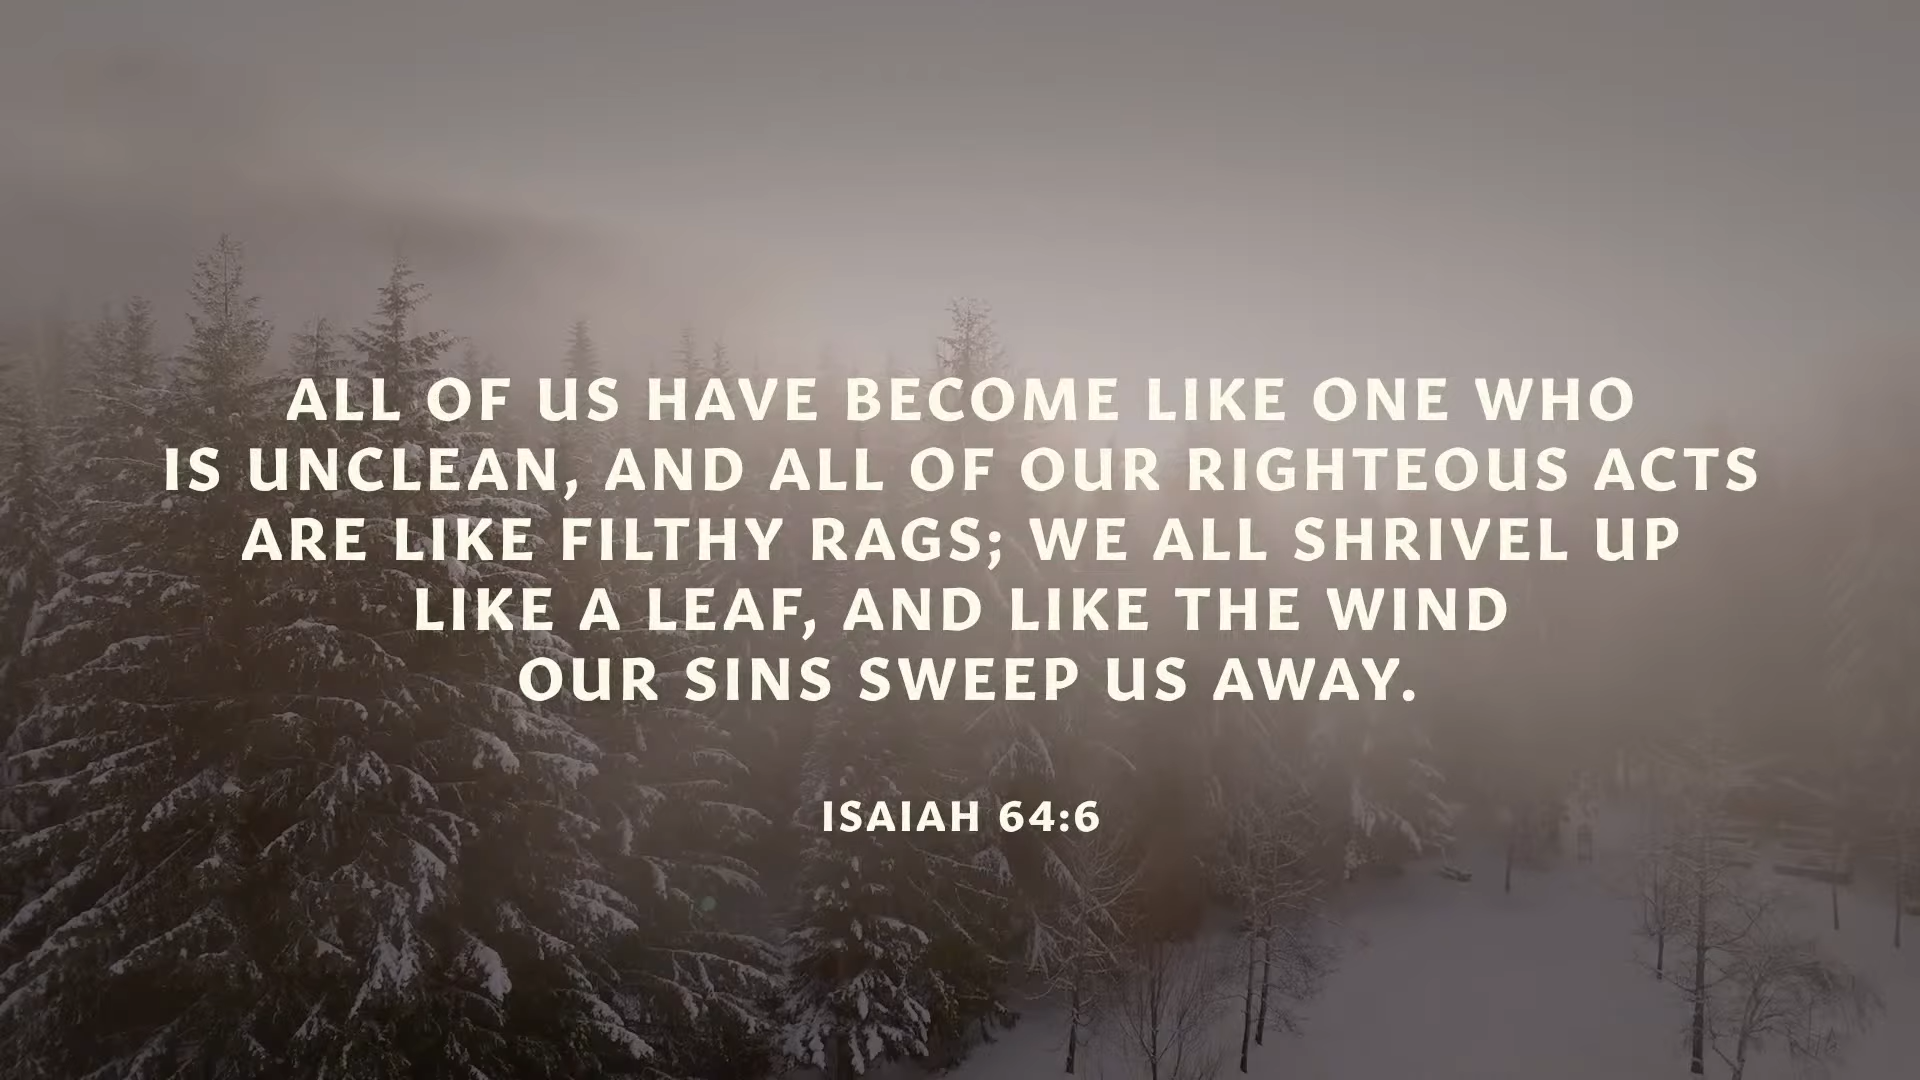 ALL OF US HAVE BECOME LIKE ONE WHO
IS UNCLEAN, AND ALL OF OUR RIGHTEOUS ACTS
ARE LIKE FILTHY RAGS; WE ALL SHRIVEL UP
LIKE A LEAF, AND LIKE THE WIND
OUR SINS SWEEP US AWAY.
ISAIAH 64:6